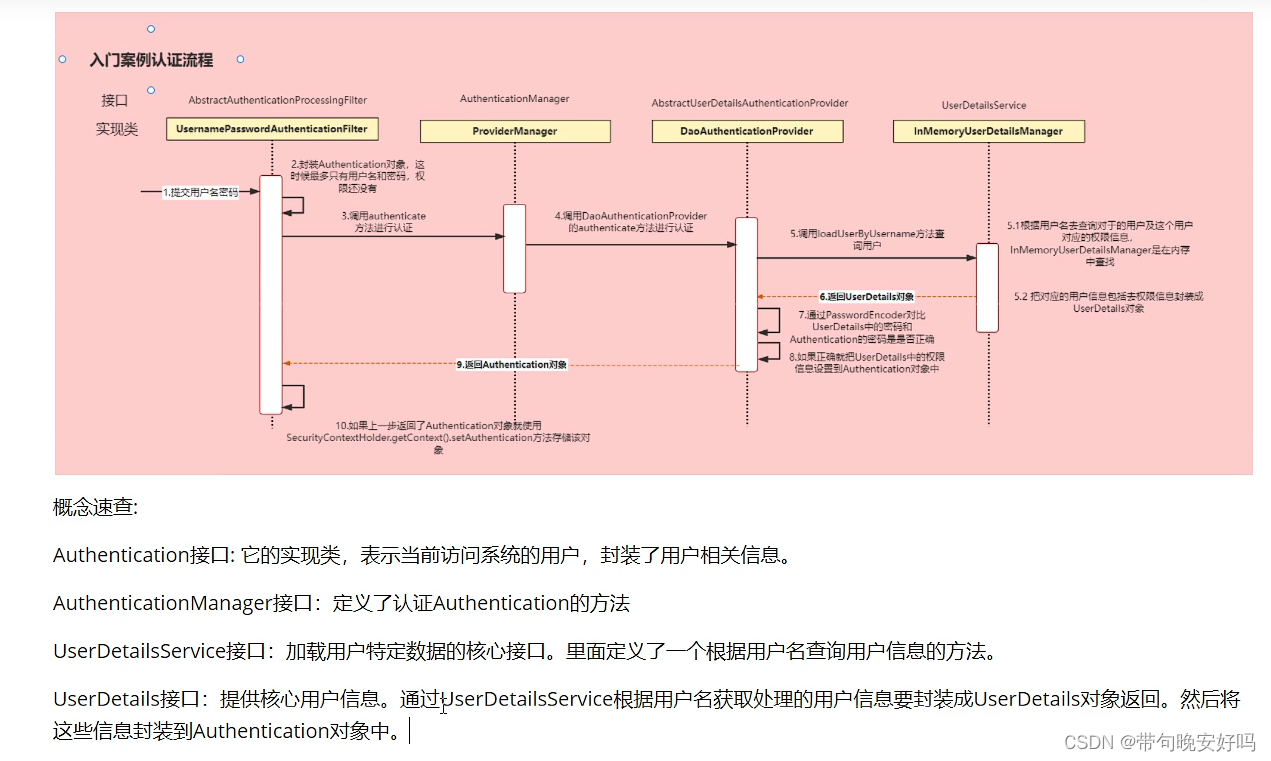 入门案例认证流程
接口
AbstractAuthenticationProcessingFilter
AuthenticationManager
AbstractUserDetailsAuthenticationProvider
UserDetailsService
实现类
UsernamePasswordAuthenticationFilter
ProviderManager
DaoAuthenticationProvider
InMemoryUserDetailsManager
1.提交用户名密码
2.封装Authentication对象，这
时候最多只有用户名和密码，权
限还没有
3.调用authenticate
方法进行认证
4.调用DaoAuthenticationProvider
的authenticate方法进行认证
5.调用loadUserByUsername方法查
询用户
5.1根据用户名去查询对于的用户及这个用户
对应的权限信息，
InMemoryUserDetailsManager是在内存
中查找
6.返回UserDetails对象
5.2 把对应的用户信息包括去权限信息封装成
UserDetails对象
7.通过PasswordEncoder对比
UserDetails中的密码和
Authentication的密码是是否正确
8.如果正确就把UserDetails中的权限
信息设置到Authentication对象中
9.返回Authentication对象
10.如果上一步返回了Authentication对象就使用
SecurityContextHolder.getContext().setAuthentication方法存储该对
象
概念速查:
Authentication接口: 它的实现类，表示当前访问系统的用户，封装了用户相关信息。
AuthenticationManager接口：定义了认证Authentication的方法
UserDetailsService接口：加载用户特定数据的核心接口。里面定义了一个根据用户名查询用户信息的方法。
UserDetails接口：提供核心用户信息。通过UserDetailsService根据用户名获取处理的用户信息要封装成UserDetails对象返回。然后将
这些信息封装到Authentication对象中。
CSDN @带句晚安好吗